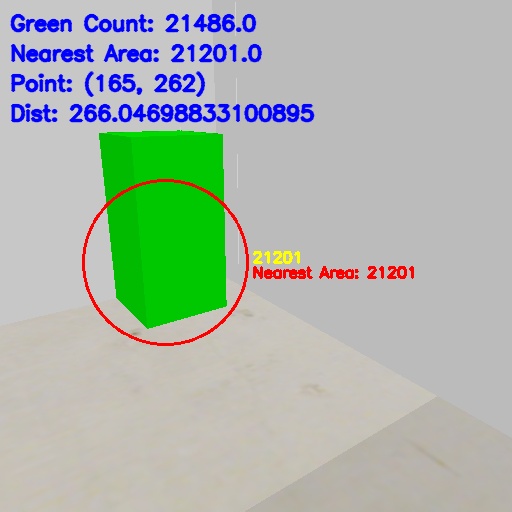 Green Count: 21486.0
Nearest Area: 21201.0
Point: (165, 262)
Dist: 266.04698833100895
21201
Nearest Area: 21201